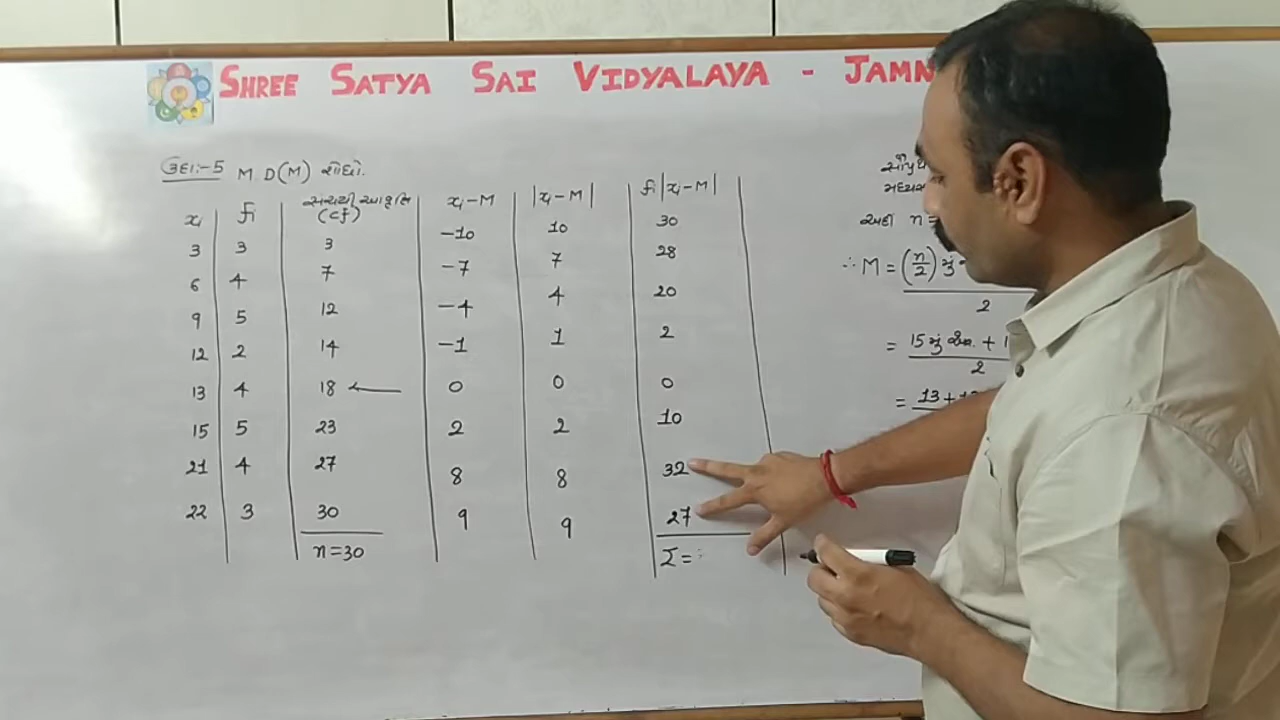 SHREE SATYA SAI VIDYALAYA - JAMN
ઉદા:-5 M.D(M) શોધો.
xi fi સંચયી આવૃત્તિ (cf) xi-M |xi-M| fi|xi-M|
3 3 3 -10 10 30
6 4 7 -7 7 28
9 5 12 -4 4 20
12 2 14 -1 1 2
13 4 18 ← 0 0 0
15 5 23 2 2 10
21 4 27 8 8 32
22 3 30 9 9 27
n=30 Σ=
અહીં n=
∴ M = (n/2) મું
2
= 15 મું અવ. + 1
2
= 13+13